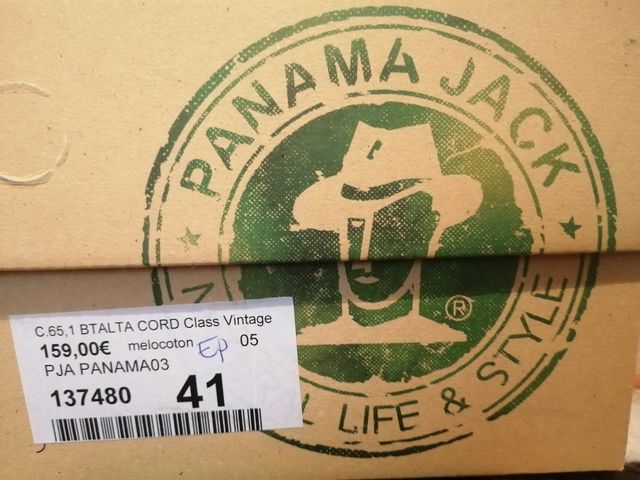 PANAMA JACK
L LIFE & STYLE
®
C.65,1 BTALTA CORD Class Vintage
159,00€ melocoton Ep 05
PJA PANAMA03
137480 41